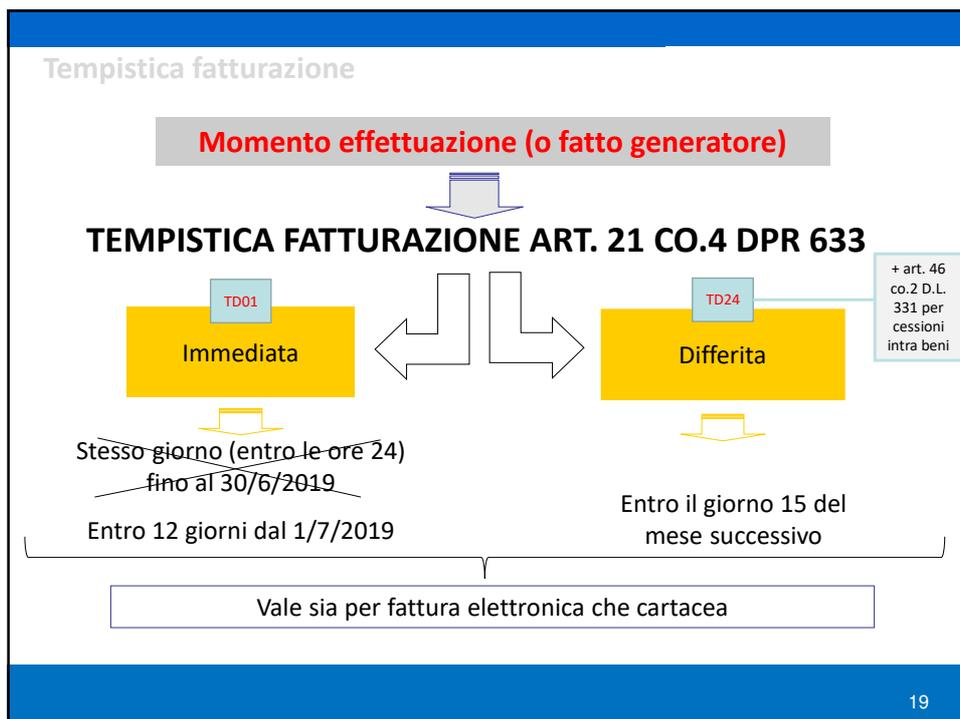 Tempistica fatturazione
Momento effettuazione (o fatto generatore)
TEMPISTICA FATTURAZIONE ART. 21 CO.4 DPR 633
TD01
Immediata
Stesso giorno (entro le ore 24)
fino al 30/6/2019
Entro 12 giorni dal 1/7/2019
TD24
Differita
+ art. 46
co.2 D.L.
331 per
cessioni
intra beni
Entro il giorno 15 del
mese successivo
Vale sia per fattura elettronica che cartacea
19